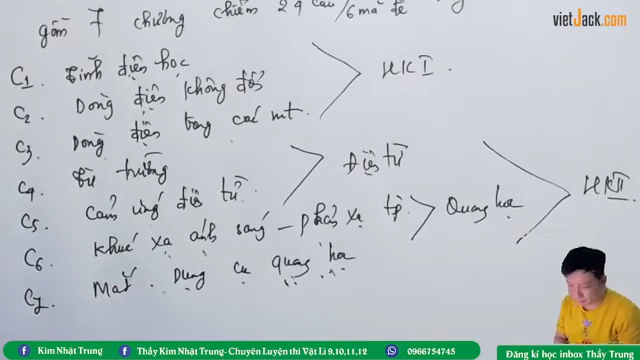 vietJack.com
gồm 7 chương chiếm 24 câu/6 mã đề
C1. Tĩnh điện học
C2. Dòng điện không đổi
C3. Dòng điện trong các mt.
HKI.
C4. Từ trường
C5. Cảm ứng điện từ.
Điện từ
C6. Khúc xạ ánh sáng – Phản xạ tp
Quang học
HKII
C7. Mắt. Dụng cụ quang học
Kim Nhật Trung
Thầy Kim Nhật Trung- Chuyên Luyện thi Vật Lí 9,10,11,12
0966754745
Đăng kí học inbox Thầy Trung